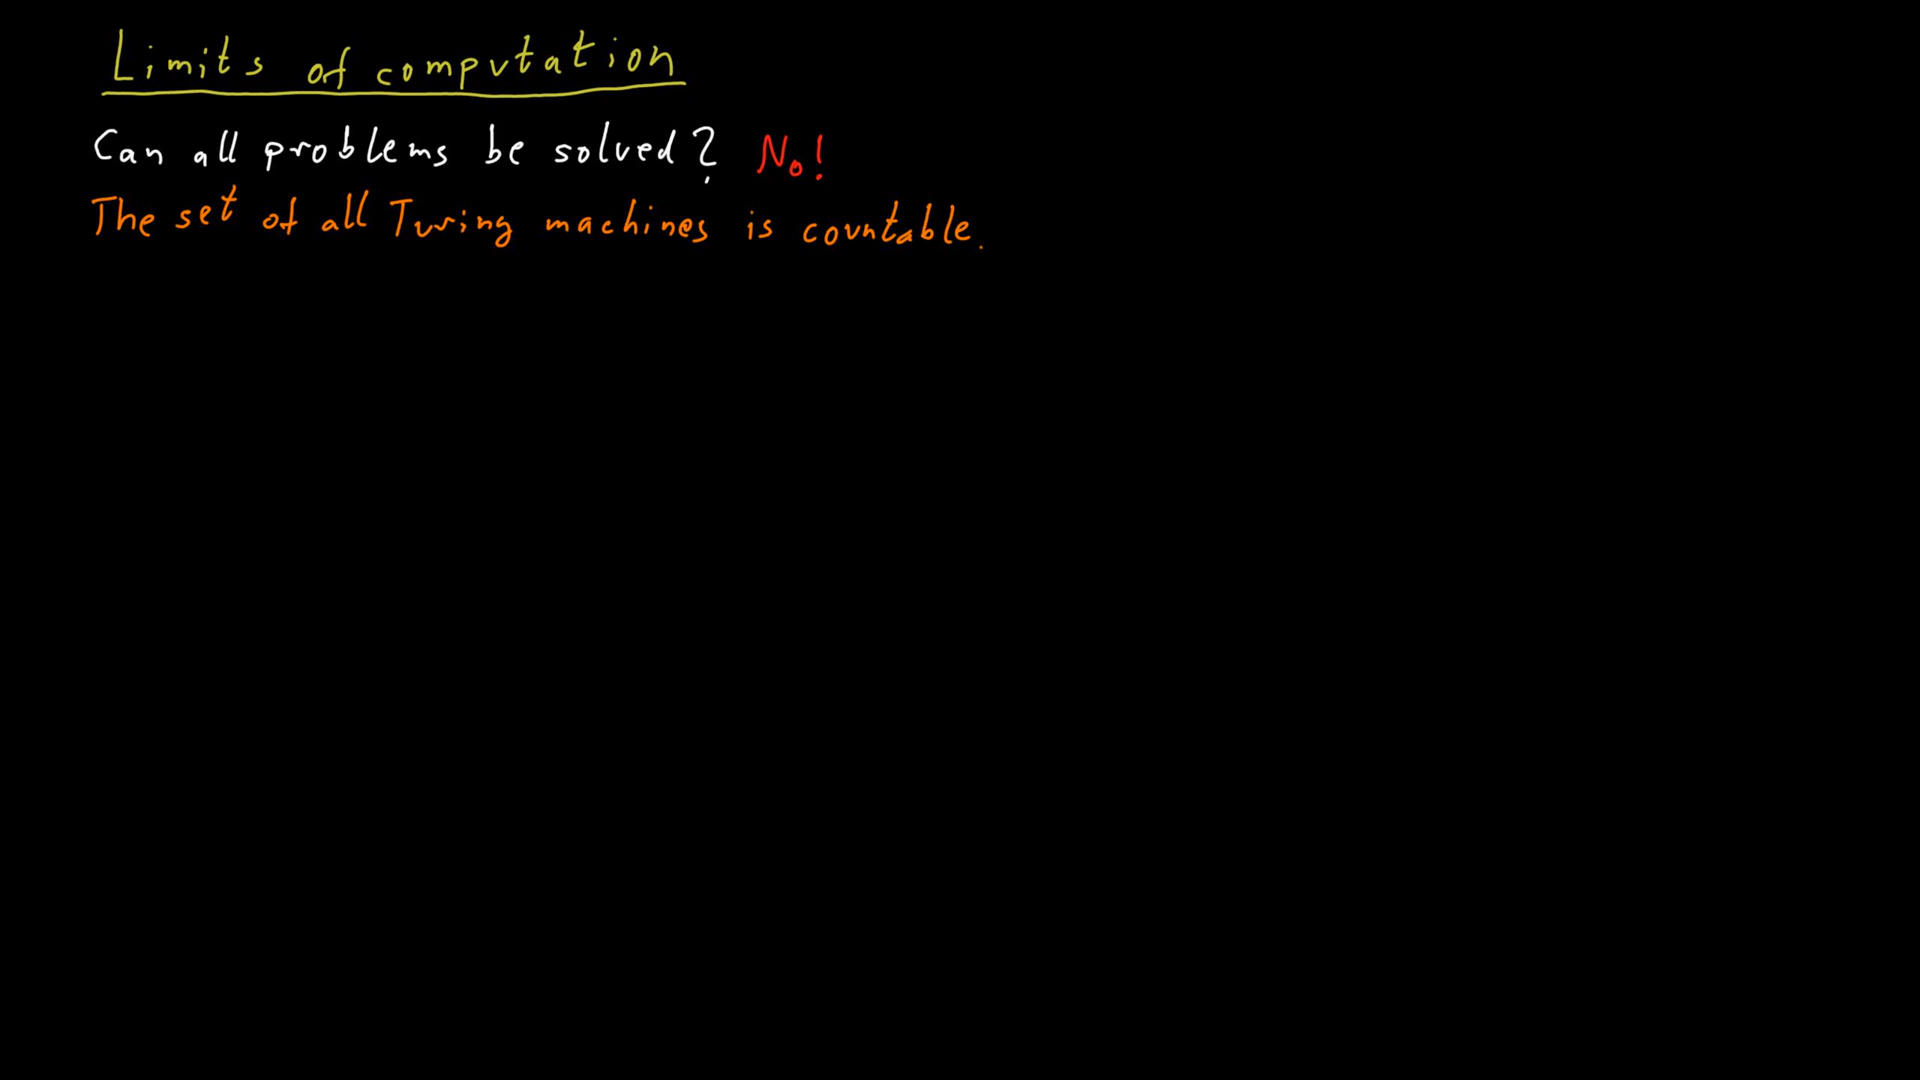 Limits of computation
Can all problems be solved? No!
The set of all Turing machines is countable.